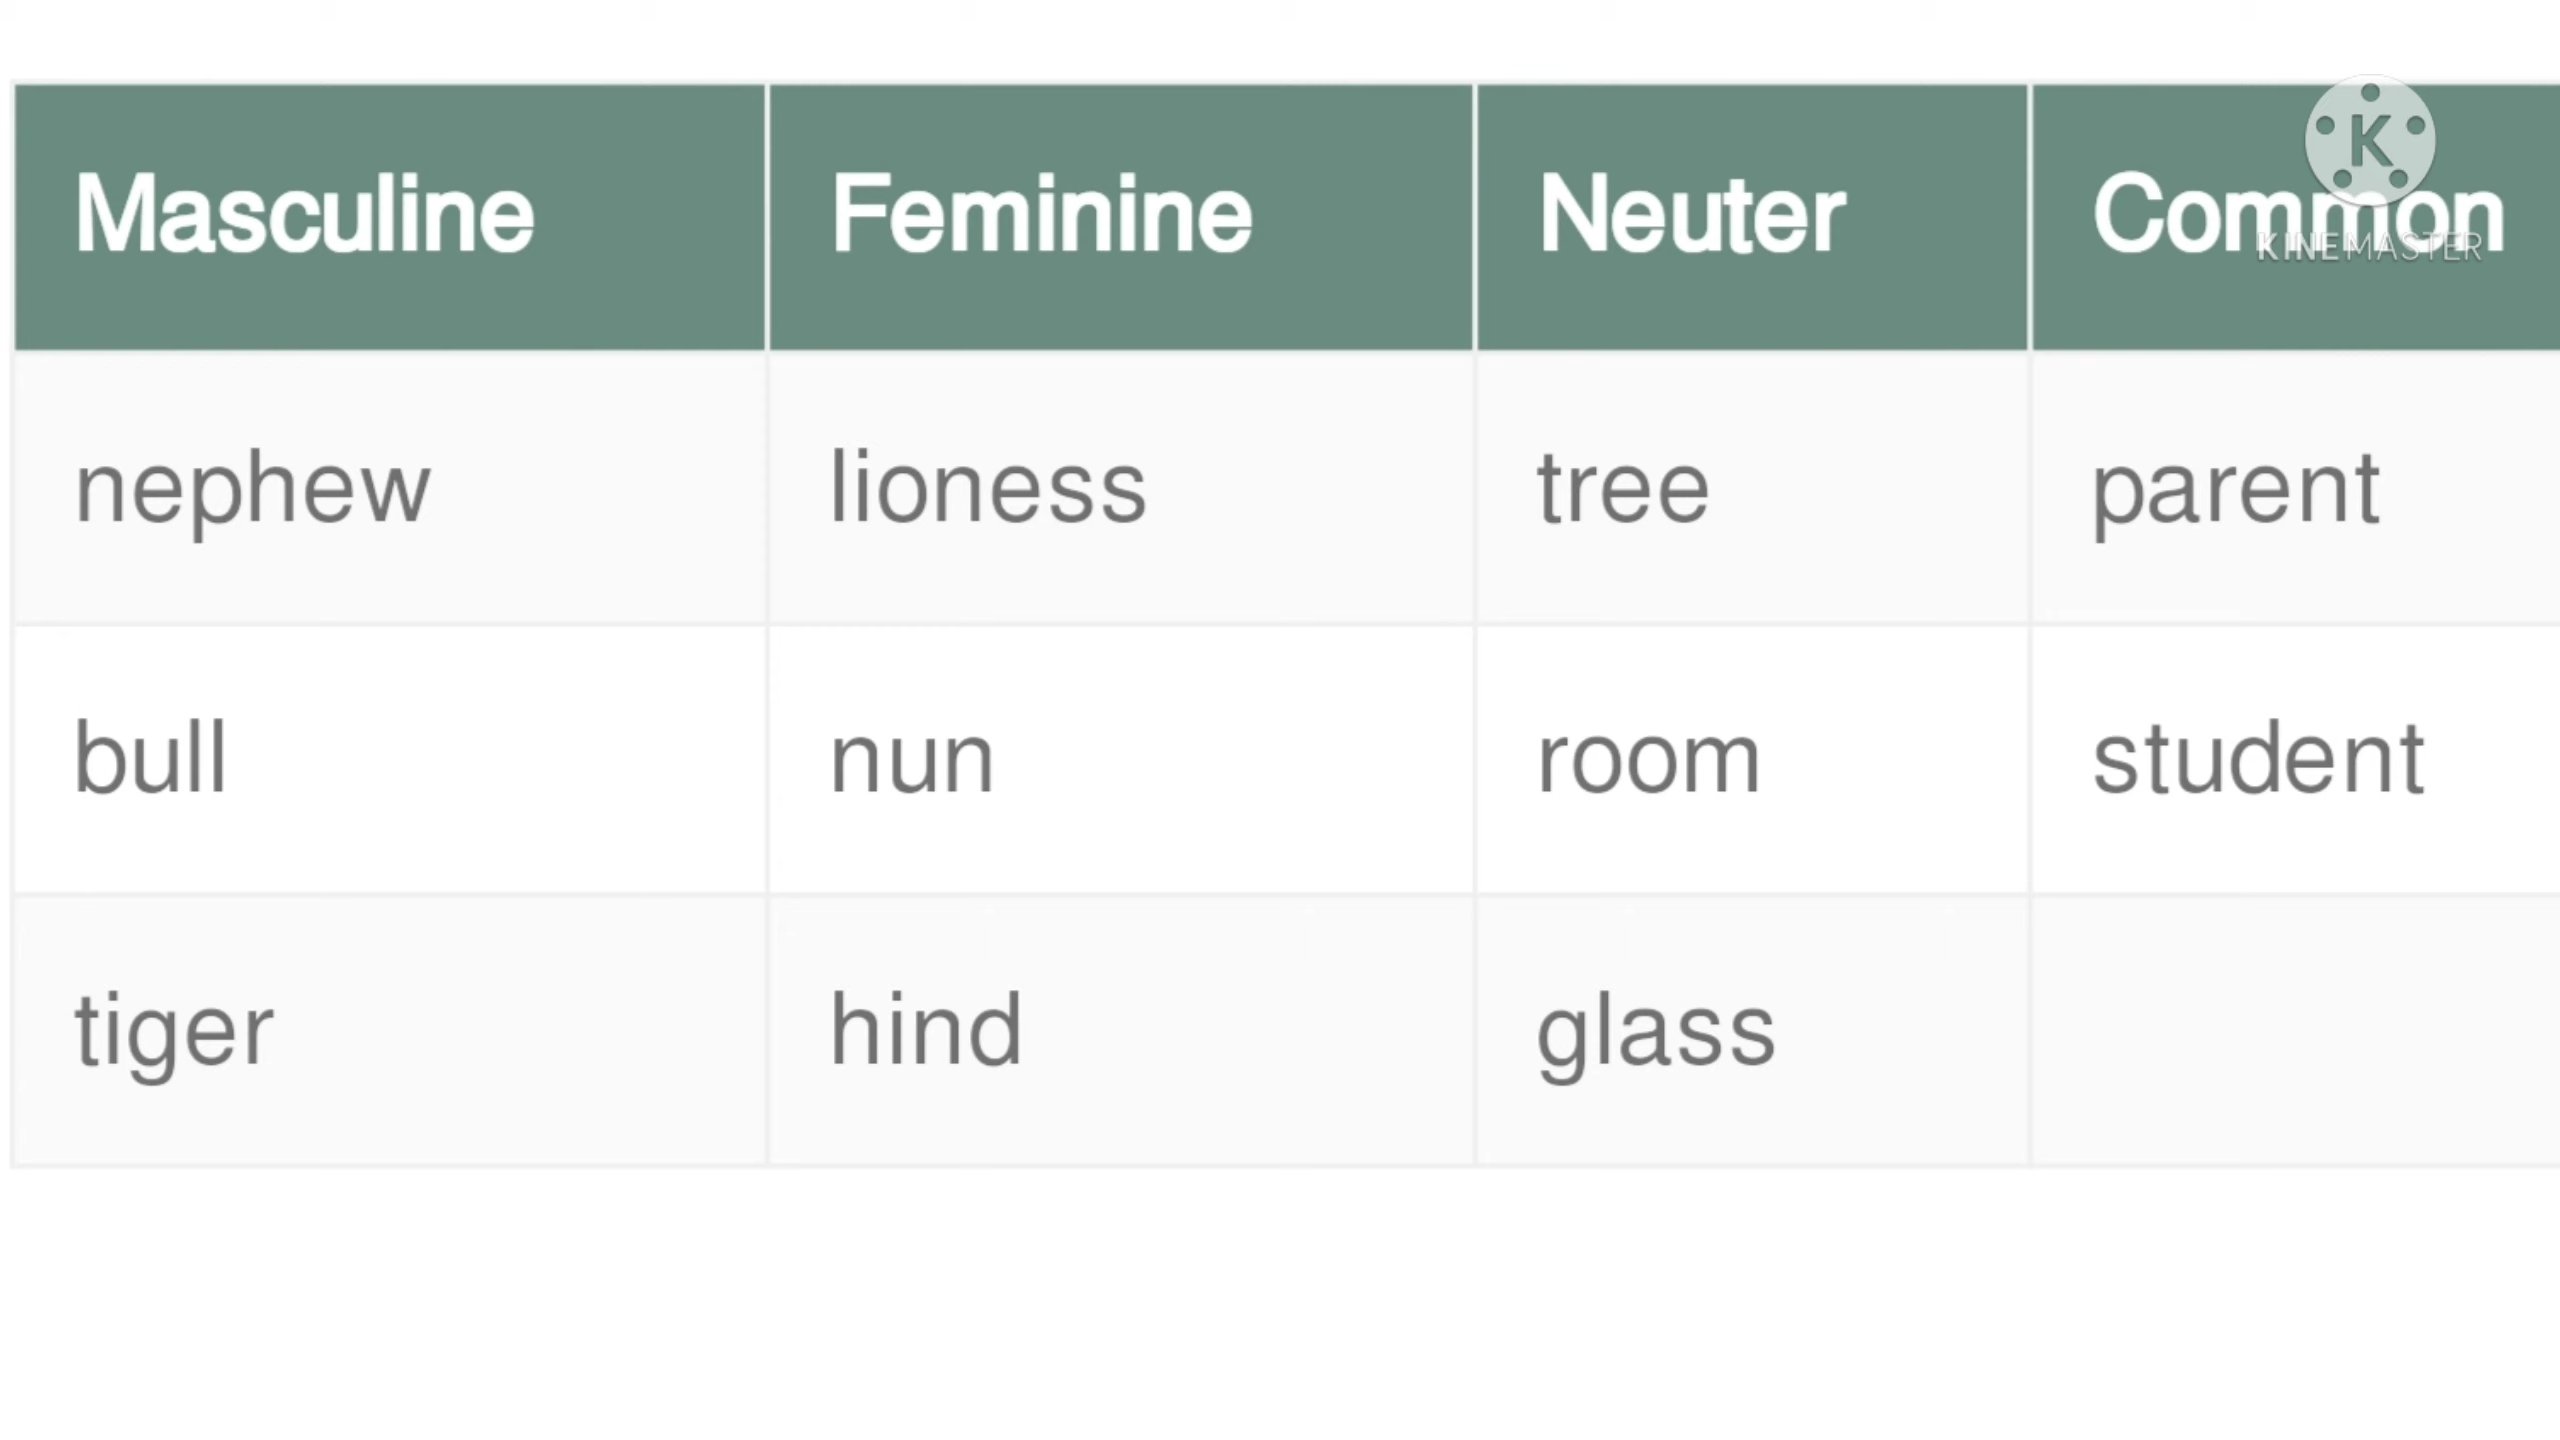 Masculine Feminine Neuter Common
K
KINEMASTER
nephew lioness tree parent
bull nun room student
tiger hind glass